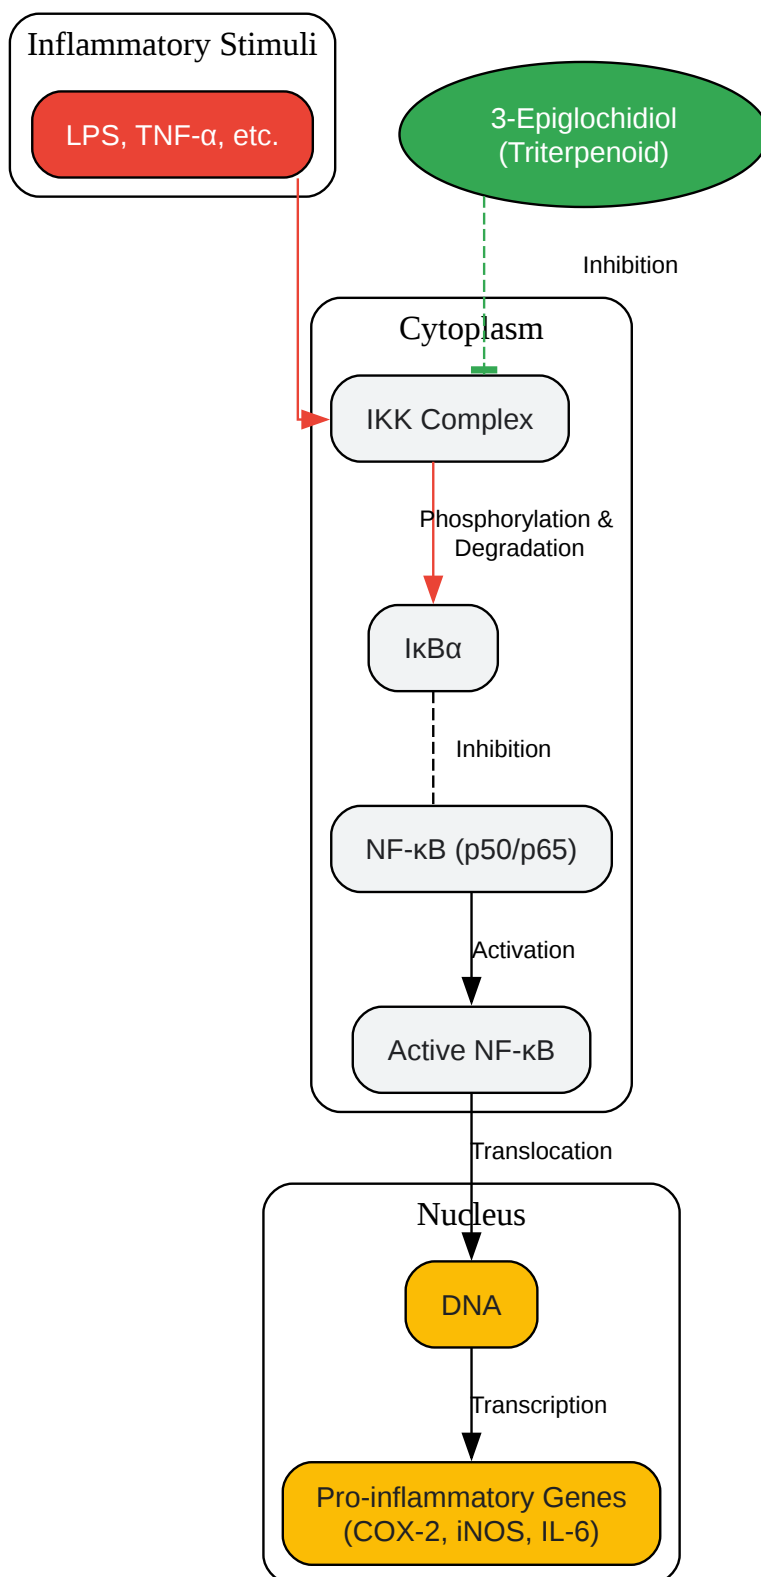 Inflammatory Stimuli
LPS, TNF-α, etc.
3-Epiglochidiol
(Triterpenoid)
Inhibition
Cytoplasm
IKK Complex
Phosphorylation &
Degradation
IκBα
Inhibition
NF-κB (p50/p65)
Activation
Active NF-κB
Translocation
Nucleus
DNA
Transcription
Pro-inflammatory Genes
(COX-2, iNOS, IL-6)